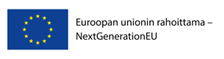 Euroopan unionin rahoittama –
NextGenerationEU